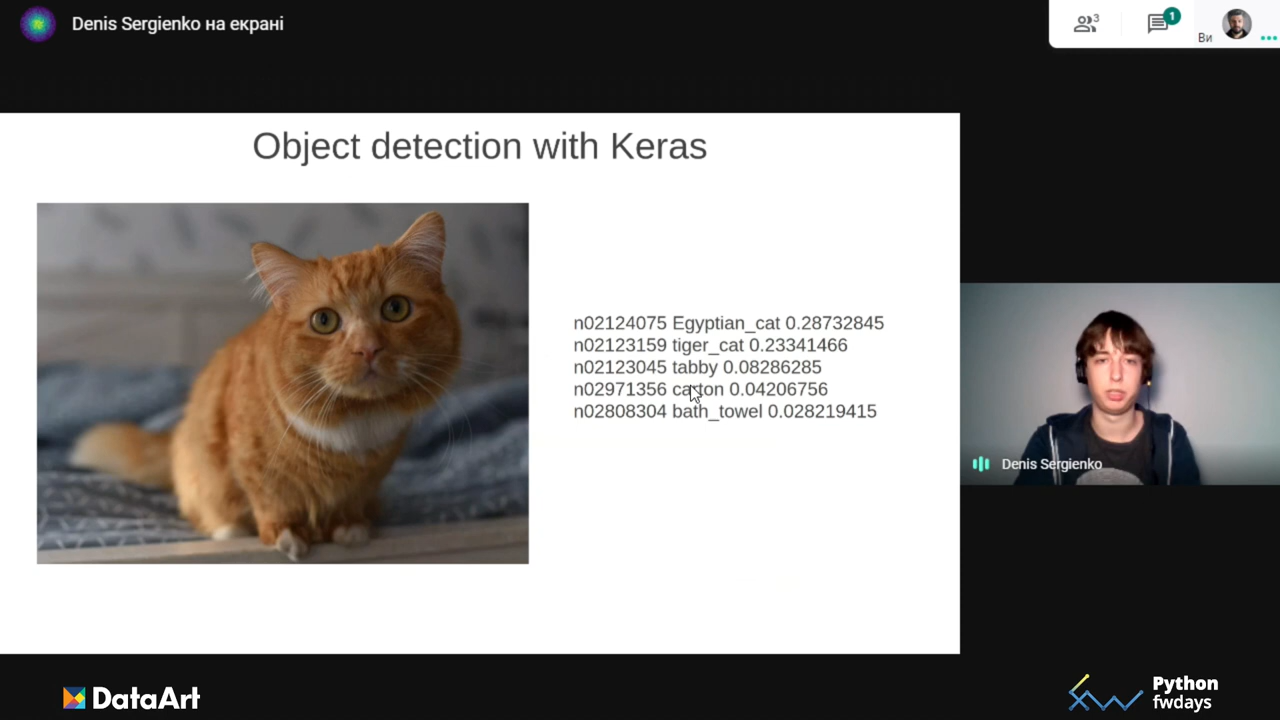 Denis Sergienko на екрані
3
1
Ви
Object detection with Keras
n02124075 Egyptian_cat 0.28732845
n02123159 tiger_cat 0.23341466
n02123045 tabby 0.08286285
n02971356 carton 0.04206756
n02808304 bath_towel 0.028219415
Denis Sergienko
DataArt
Python
fwdays